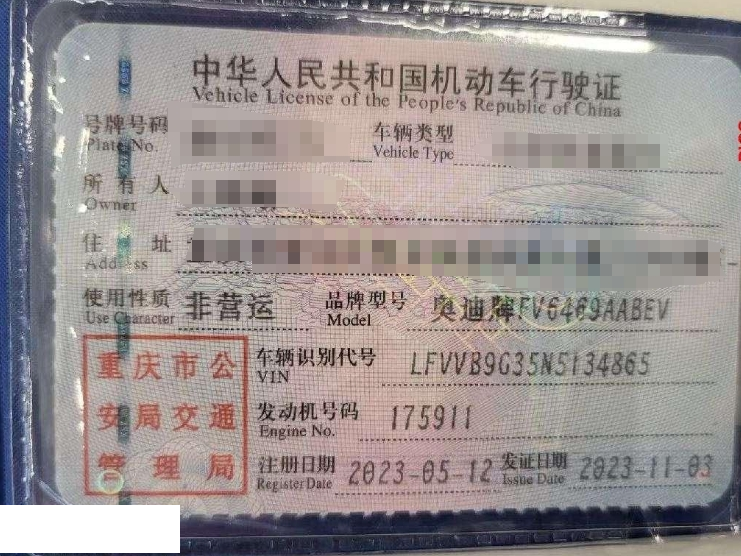 中华人民共和国机动车行驶证
Vehicle License of the People's Republic of China
号牌号码 车辆类型
Plate No. Vehicle Type
所有人
Owner
住址
Address
使用性质 非营运 品牌型号 奥迪牌FV6469AABEV
Use Character Model
重庆市公
安局交通
管理局
车辆识别代号 LFVVB9G35N5134865
VIN
发动机号码 175911
Engine No.
注册日期 2023-05-12 发证日期 2023-11-03
Register Date Issue Date